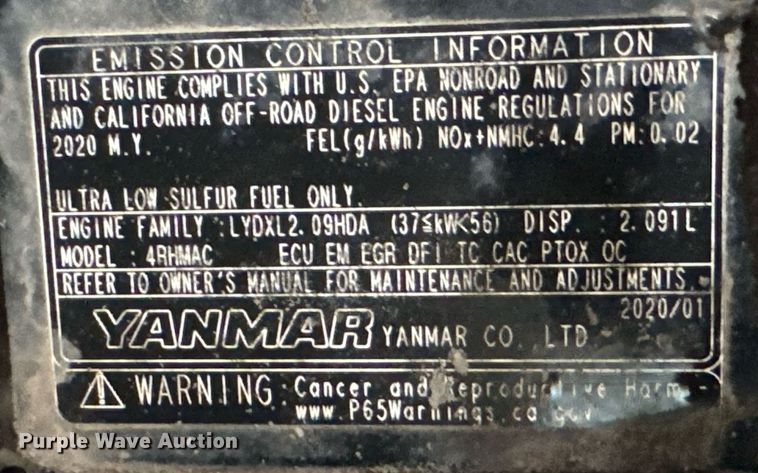 EMISSION CONTROL INFORMATION
THIS ENGINE COMPLIES WITH U.S. EPA NONROAD AND STATIONARY
AND CALIFORNIA OFF-ROAD DIESEL ENGINE REGULATIONS FOR
2020 M.Y. FEL(g/kWh) NOx+NMHC:4.4 PM:0.02
ULTRA LOW SULFUR FUEL ONLY.
ENGINE FAMILY :LYDXL2.09HDA (37≦kW<56) DISP. : 2.091L
MODEL : 4RHMAC ECU EM EGR DFI TC CAC PTOX OC
REFER TO OWNER'S MANUAL FOR MAINTENANCE AND ADJUSTMENTS.
2020/01
YANMAR YANMAR CO. LTD.
⚠ WARNING: Cancer and Reproductive Harm -
www.P65Warnings.ca.gov
Purple Wave Auction